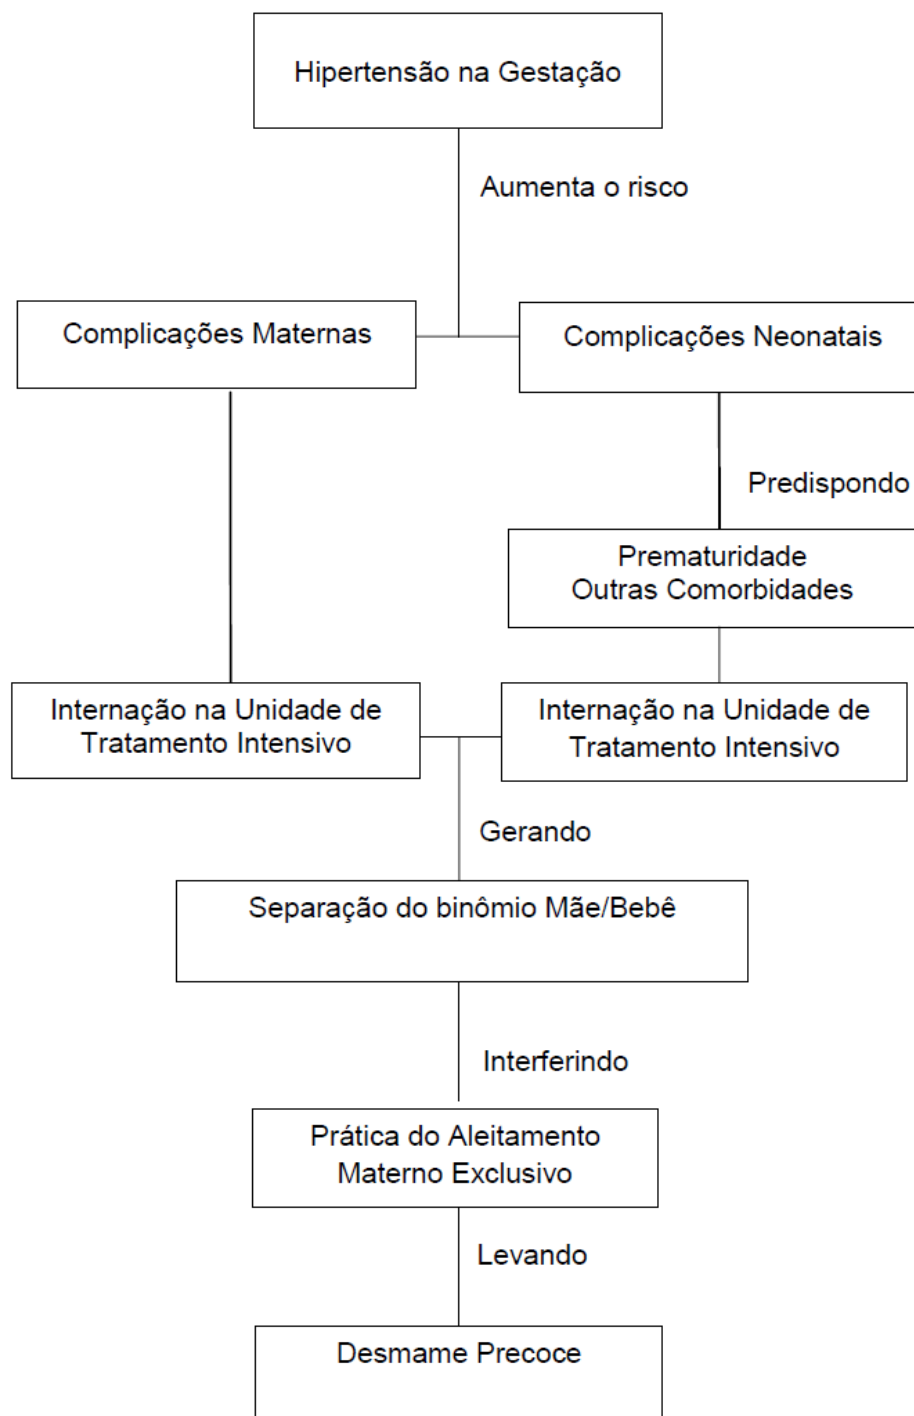 Hipertensão na Gestação
Aumenta o risco
Complicações Maternas
Complicações Neonatais
Predispondo
Prematuridade
Outras Comorbidades
Internação na Unidade de
Tratamento Intensivo
Internação na Unidade de
Tratamento Intensivo
Gerando
Separação do binômio Mãe/Bebê
Interferindo
Prática do Aleitamento
Materno Exclusivo
Levando
Desmame Precoce